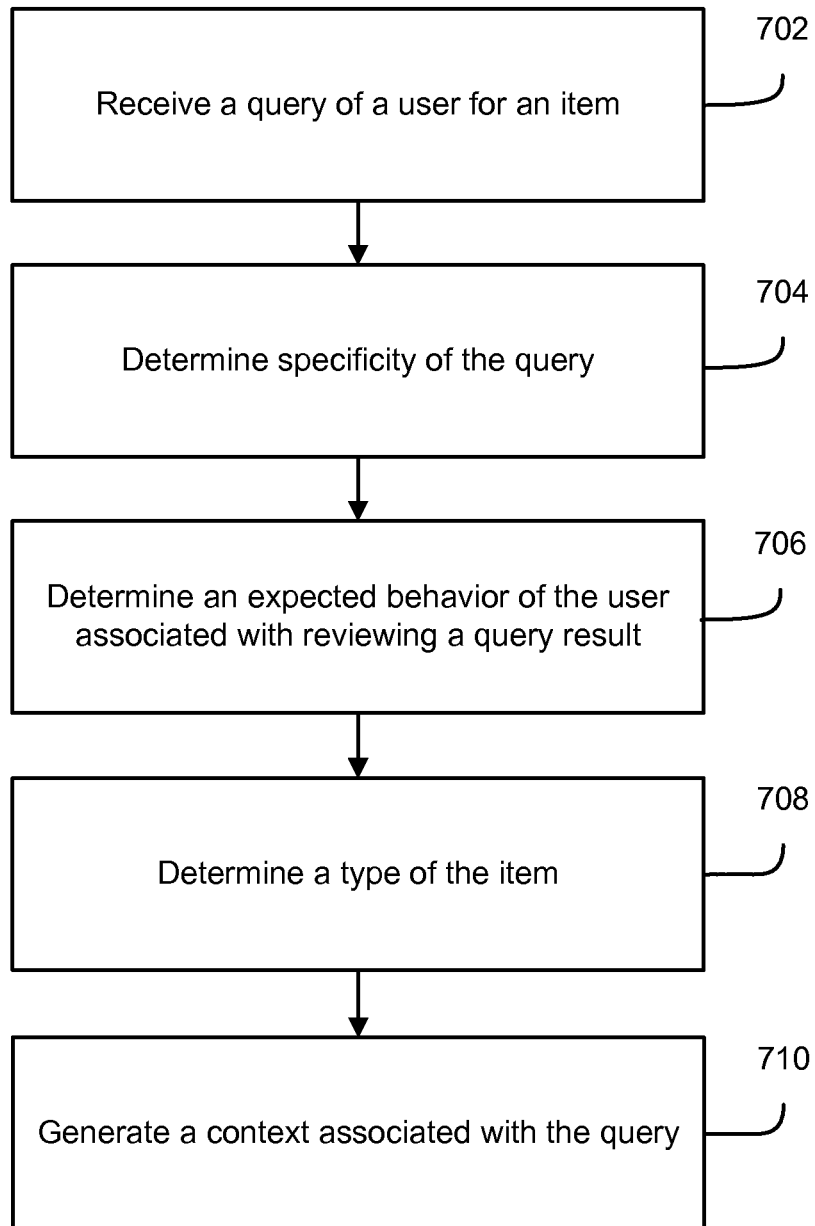 702
Receive a query of a user for an item
704
Determine specificity of the query
706
Determine an expected behavior of the user
associated with reviewing a query result
708
Determine a type of the item
710
Generate a context associated with the query